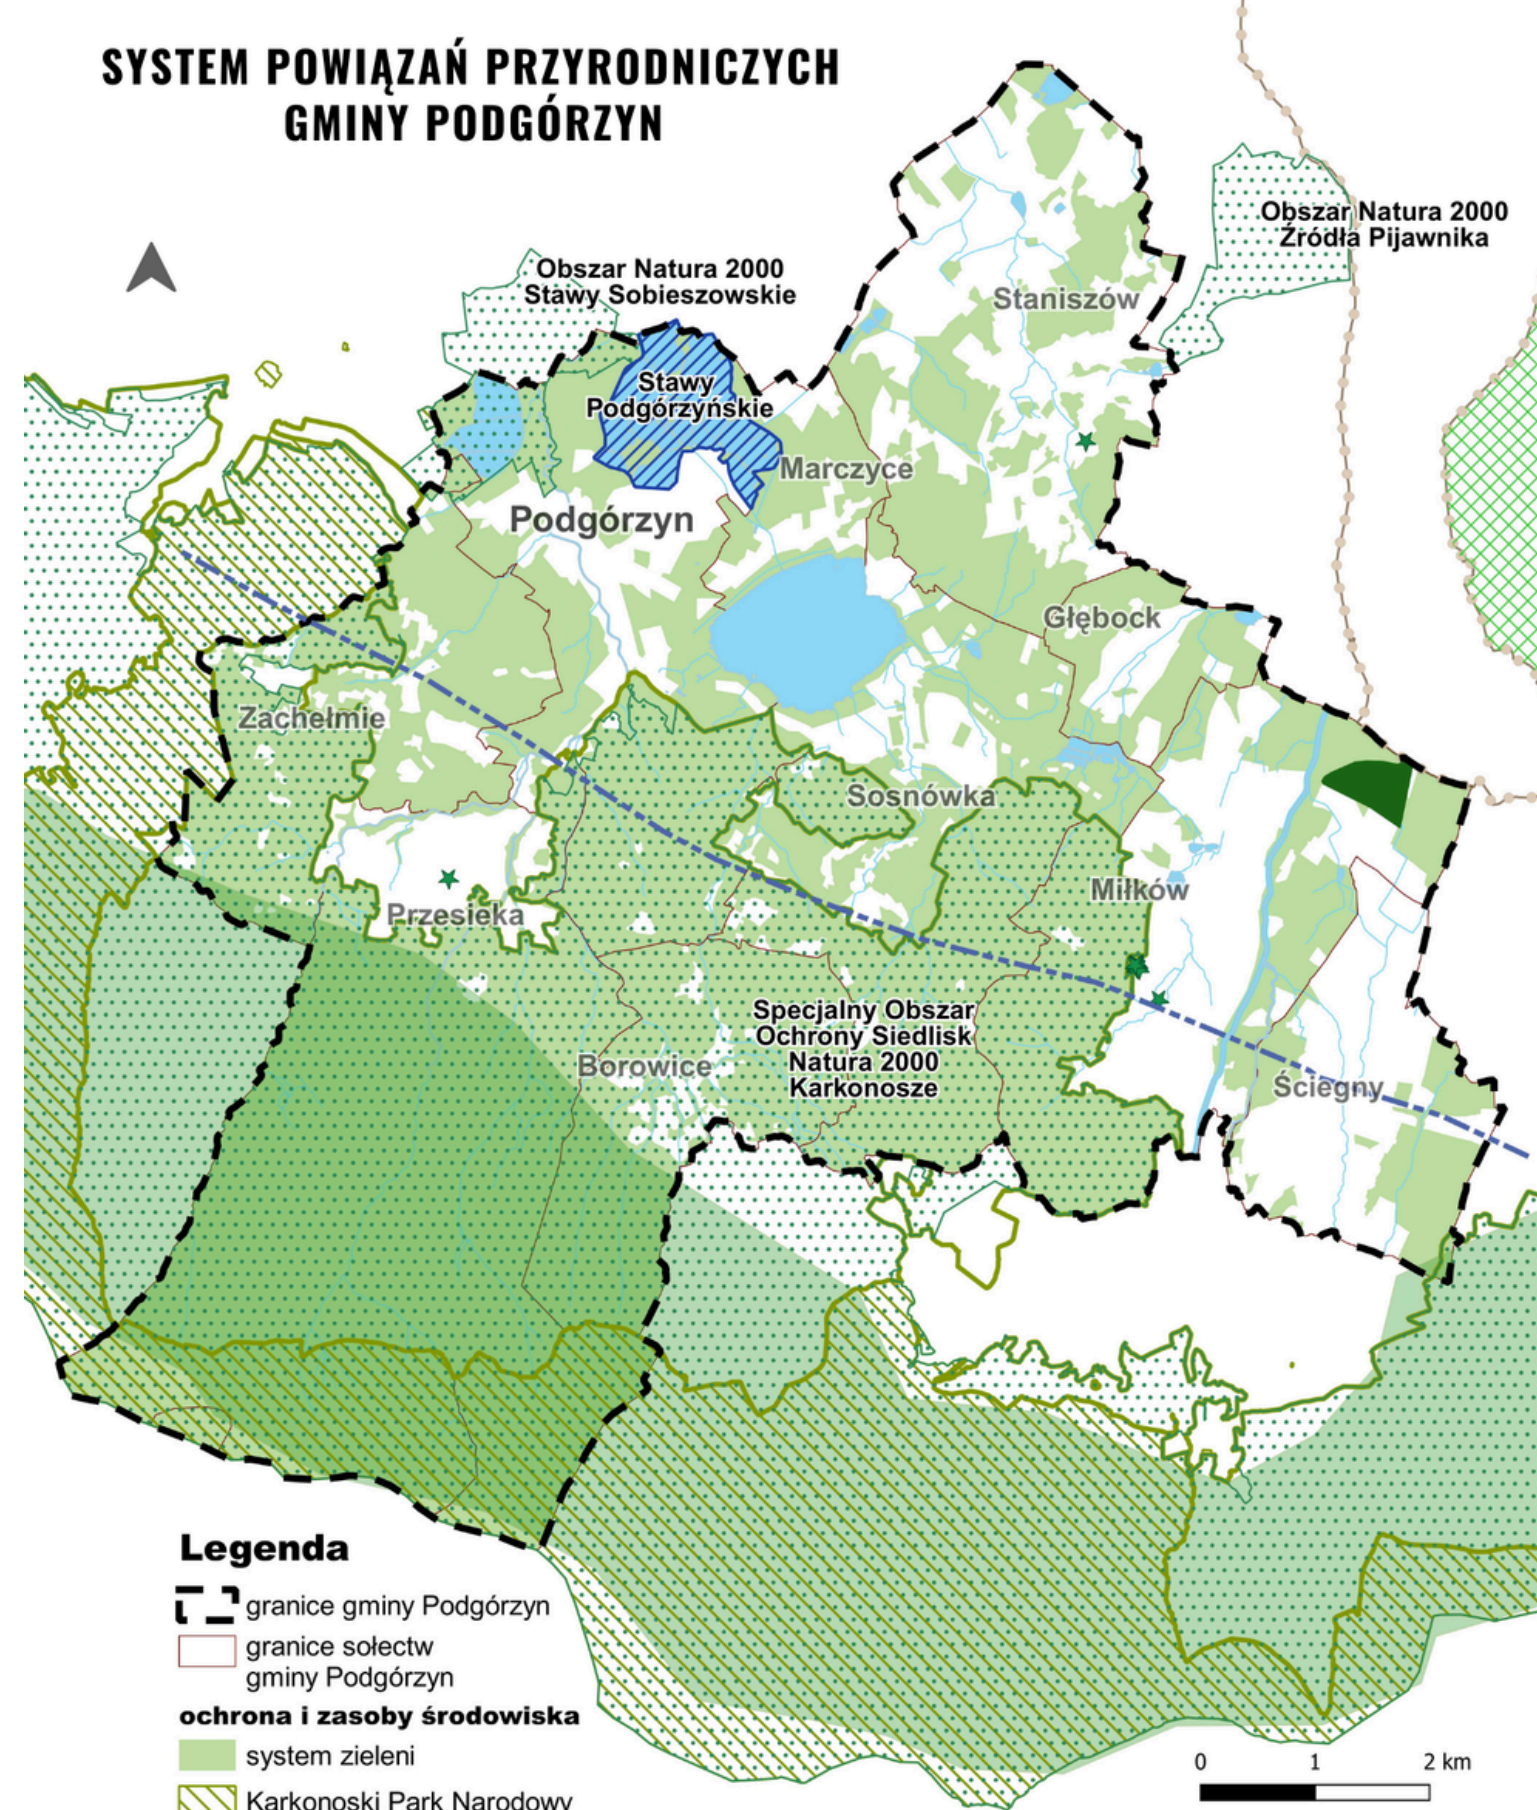 SYSTEM POWIĄZAŃ PRZYRODNICZYCH
GMINY PODGÓRZYN
Obszar Natura 2000
Źródła Pijawnika
Obszar Natura 2000
Stawy Sobieszowskie
Staniszów
Stawy
Podgórzyńskie
Marczyce
Podgórzyn
Głębock
Zachełmie
Sosnówka
Miłków
Przesieka
Specjalny Obszar
Ochrony Siedlisk
Natura 2000
Karkonosze
Borowice
Ściegny
Legenda
granice gminy Podgórzyn
granice sołectw
gminy Podgórzyn
ochrona i zasoby środowiska
system zieleni
Karkonoski Park Narodowy
0 1 2 km